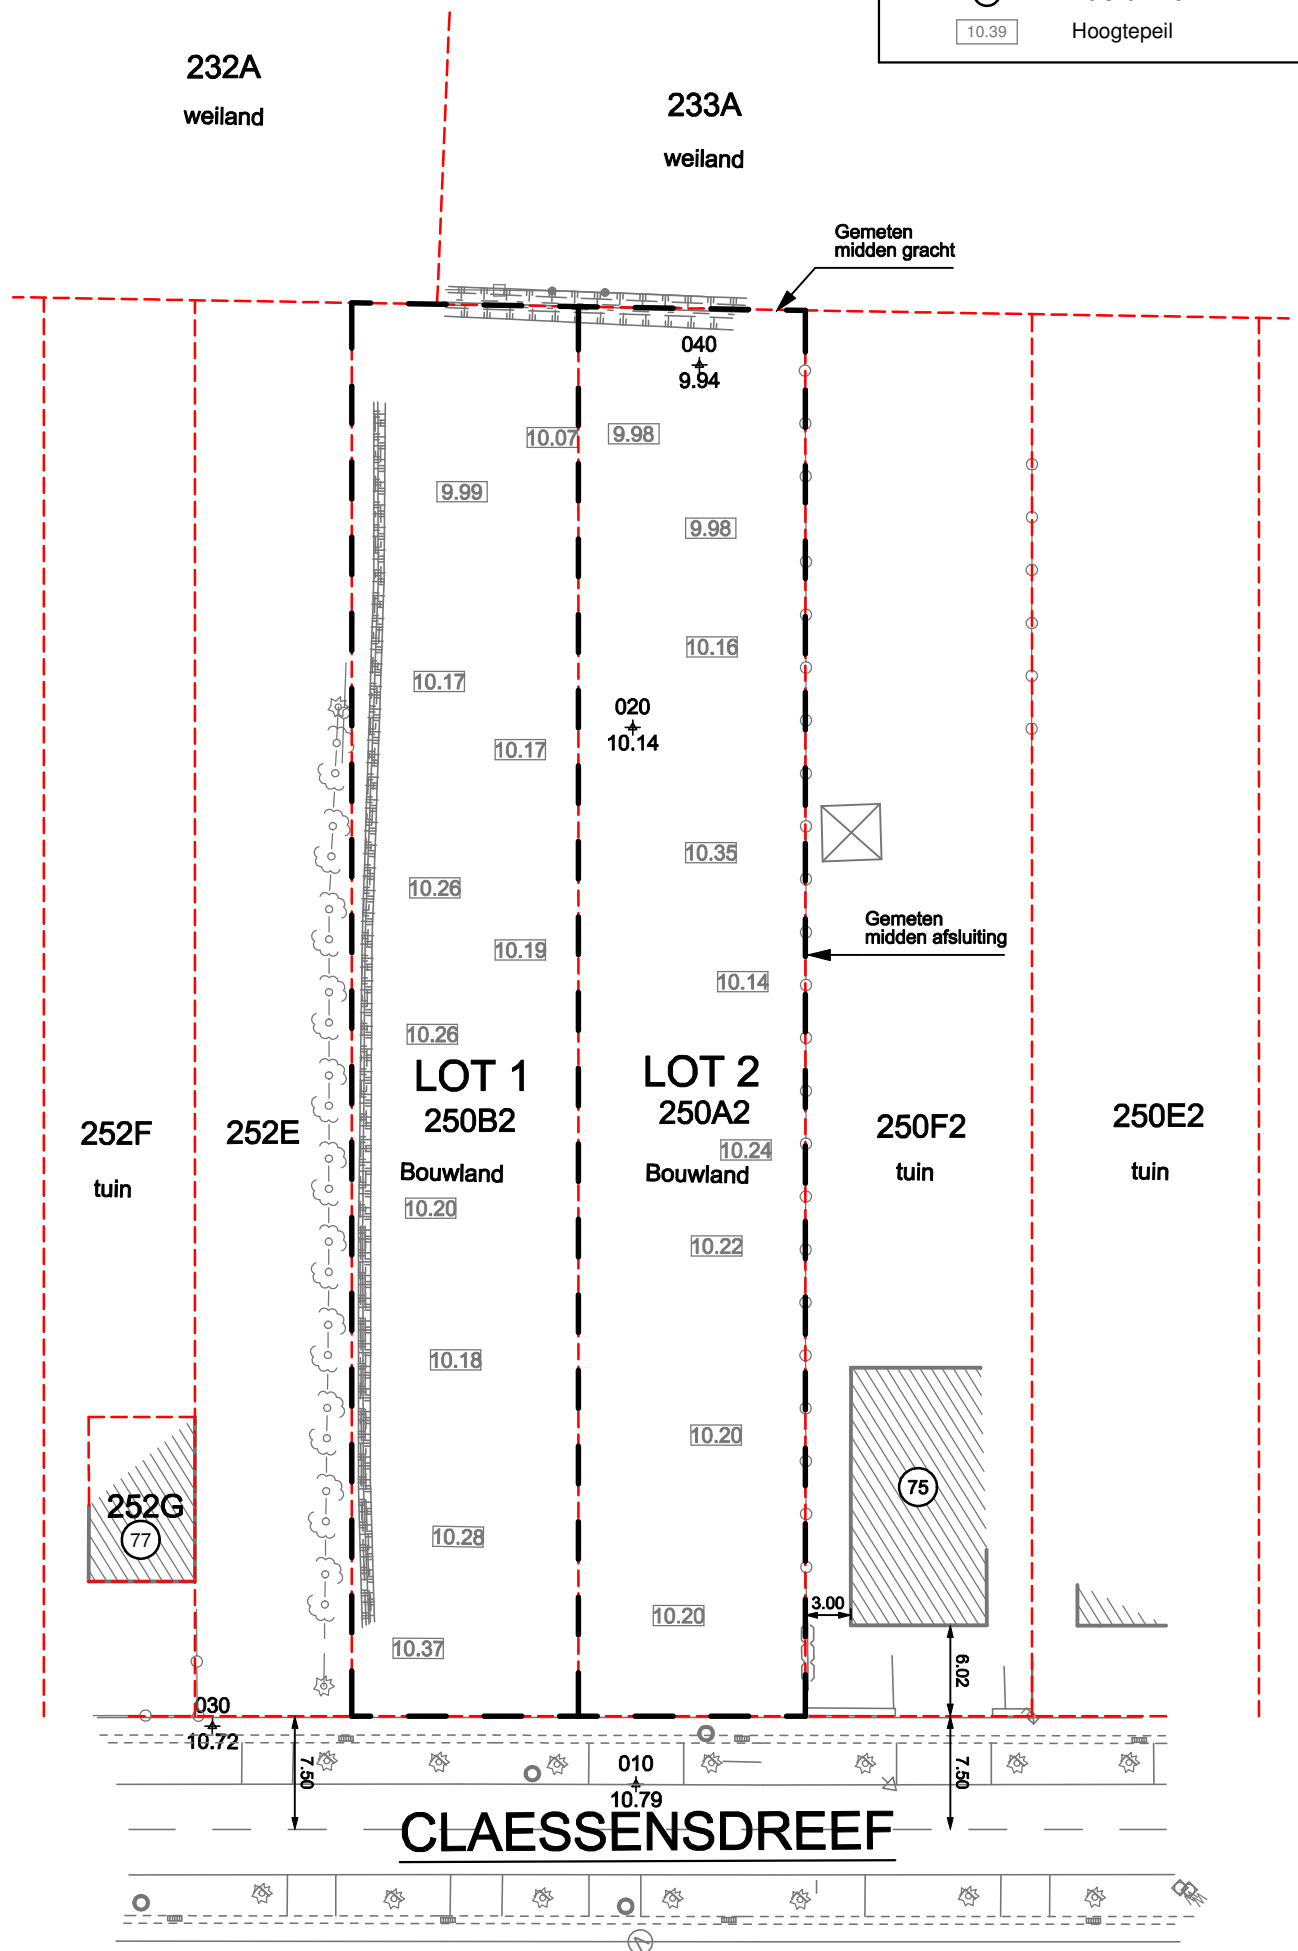 10.39 Hoogtepeil
232A
weiland
233A
weiland
Gemeten
midden gracht
040
9.94
10.07
9.98
9.99
9.98
10.16
10.17
020
10.14
10.17
10.35
10.26
Gemeten
midden afsluiting
10.19
10.14
10.26
LOT 1
250B2
Bouwland
LOT 2
250A2
Bouwland
252F
tuin
252E
250F2
tuin
250E2
tuin
10.24
10.20
10.22
10.18
10.20
75
252G
77
10.28
10.20
3.00
10.37
6.02
030
10.72
7.50
010
10.79
7.50
CLAESSENSDREEF